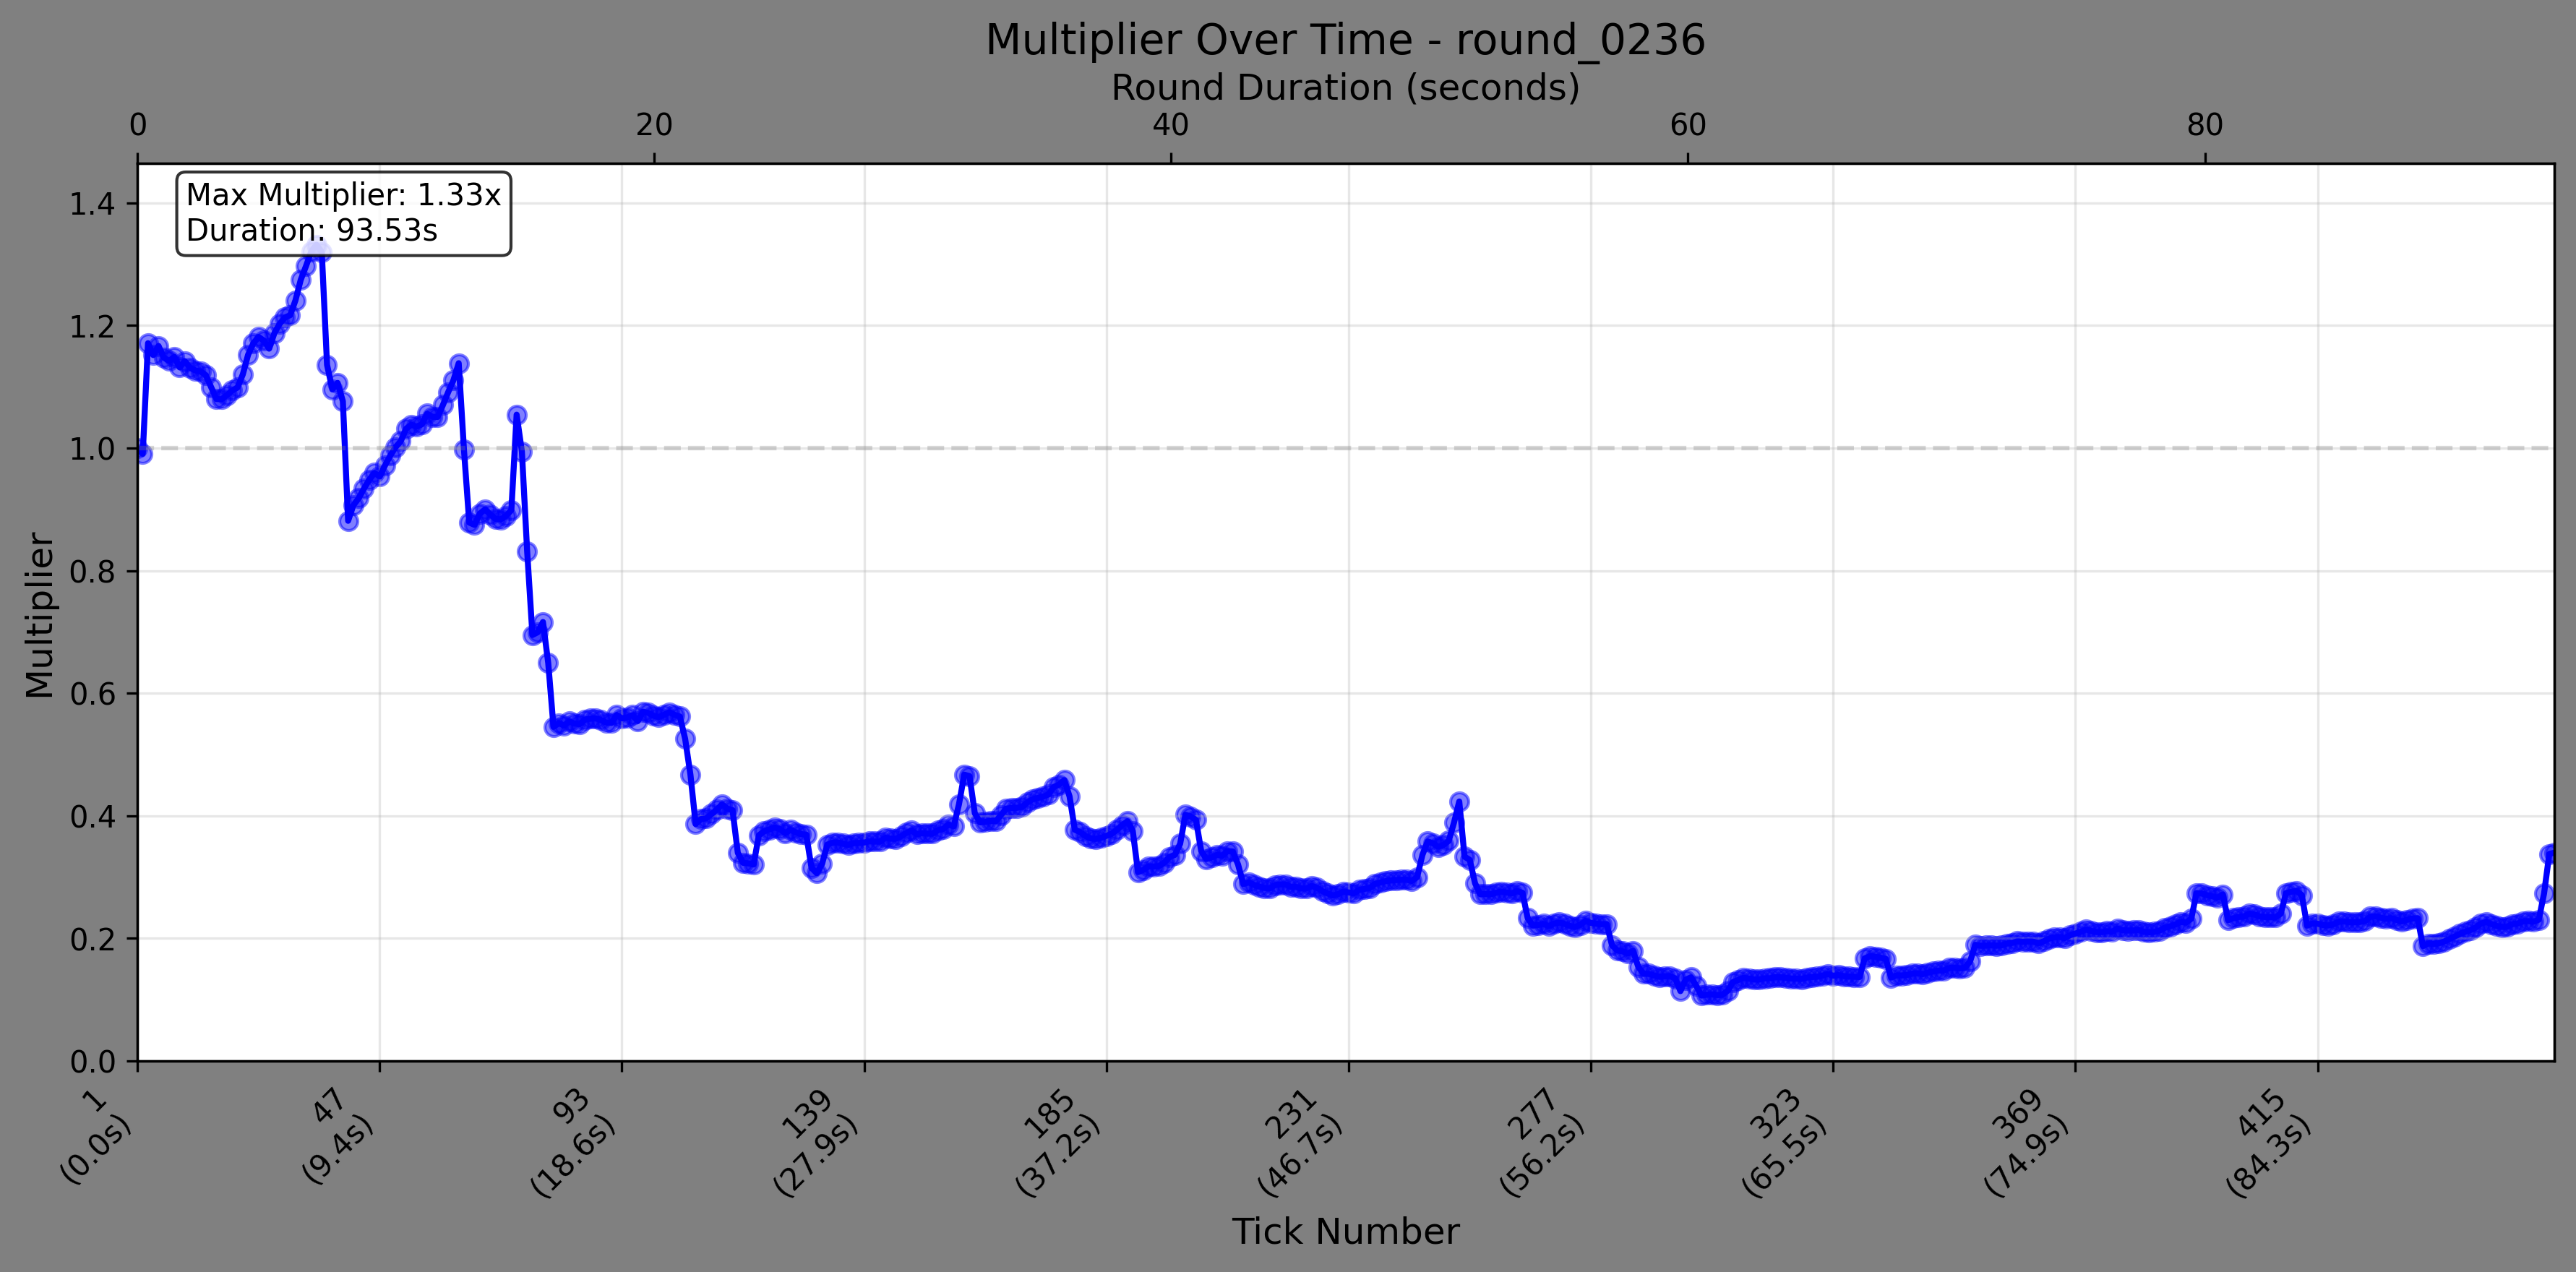 Multiplier Over Time - round_0236
Round Duration (seconds)
0 20 40 60 80
Max Multiplier: 1.33x
Duration: 93.53s
Multiplier
1.4
1.2
1.0
0.8
0.6
0.4
0.2
0.0
1
(0.0s)
47
(9.4s)
93
(18.6s)
139
(27.9s)
185
(37.2s)
231
(46.7s)
277
(56.2s)
323
(65.5s)
369
(74.9s)
415
(84.3s)
Tick Number